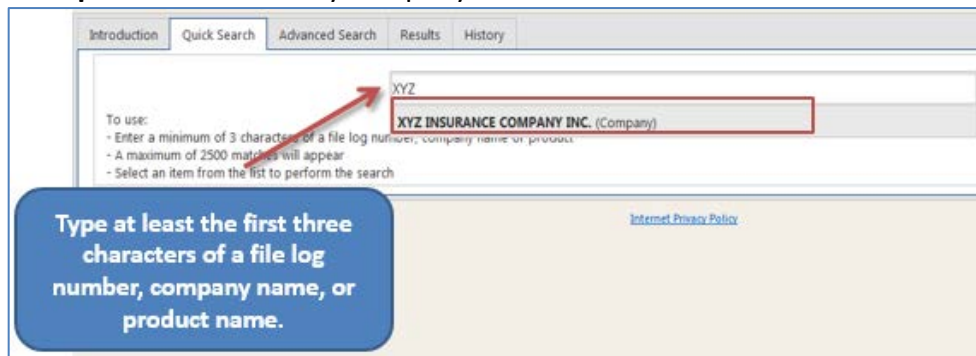 Introduction Quick Search Advanced Search Results History
XYZ
XYZ INSURANCE COMPANY INC. (Company)
To use:
- Enter a minimum of 3 characters of a file log number, company name or product
- A maximum of 2500 matches will appear
- Select an item from the list to perform the search
Type at least the first three
characters of a file log
number, company name, or
product name.
Internet Privacy Policy